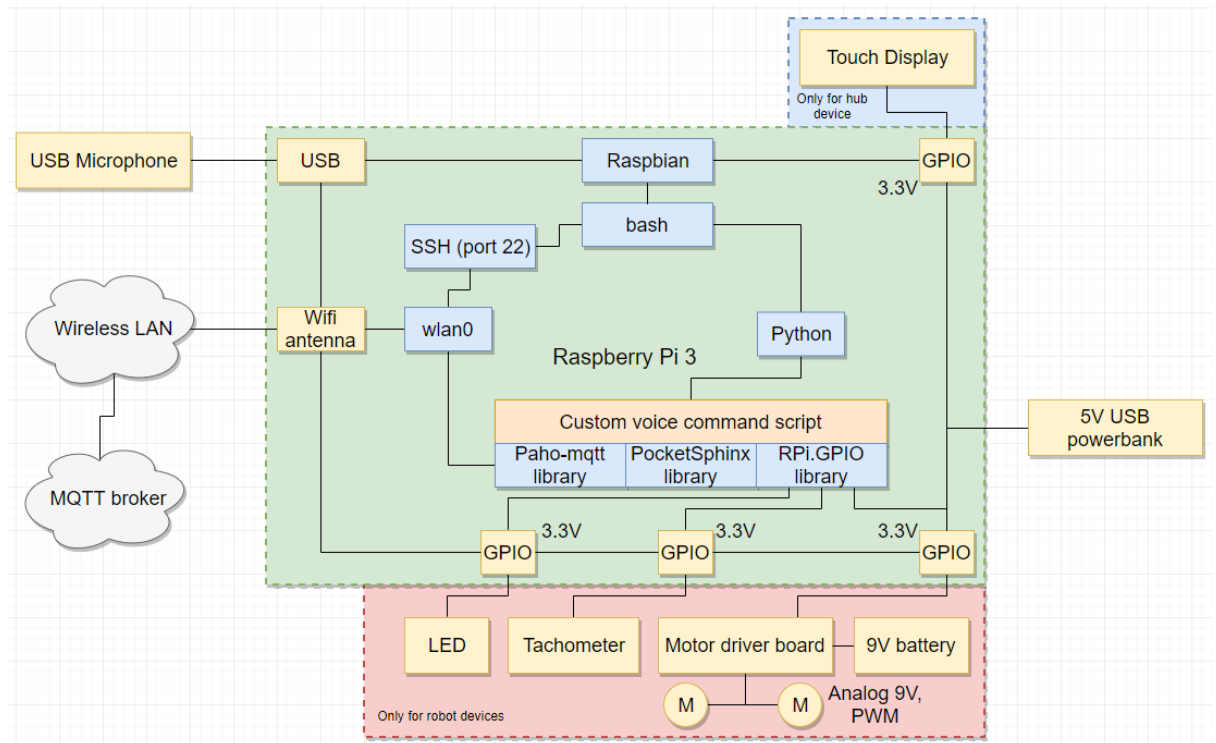 Touch Display
Only for hub
device
USB Microphone
USB
Raspbian
GPIO
3.3V
bash
SSH (port 22)
Wireless LAN
Wifi
antenna
wlan0
Python
Raspberry Pi 3
Custom voice command script
5V USB
powerbank
Paho-mqtt
library
PocketSphinx
library
RPi.GPIO
library
MQTT broker
GPIO
3.3V
GPIO
3.3V
3.3V
GPIO
LED
Tachometer
Motor driver board
9V battery
M
M
Analog 9V,
PWM
Only for robot devices